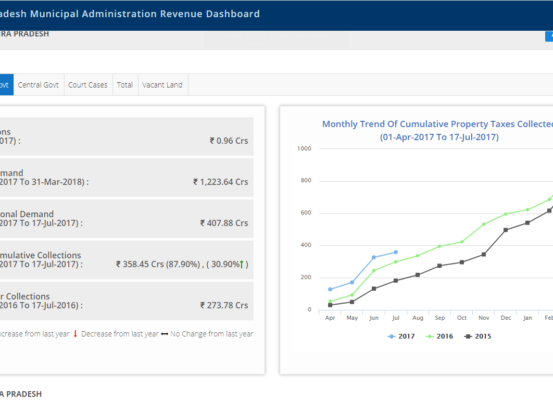 adesh Municipal Administration Revenue Dashboard
RA PRADESH
ovt Central Govt Court Cases Total Vacant Land
ons
017) : ₹ 0.96 Crs
mand
2017 To 31-Mar-2018) : ₹ 1,223.64 Crs
onal Demand
2017 To 17-Jul-2017) : ₹ 407.88 Crs
mulative Collections
2017 To 17-Jul-2017) : ₹ 358.45 Crs (87.90%) , ( 30.90%⬆ )
r Collections
2016 To 17-Jul-2016) : ₹ 273.78 Crs
crease from last year ⬇ Decrease from last year ⬌ No Change from last year
Monthly Trend Of Cumulative Property Taxes Collected
(01-Apr-2017 To 17-Jul-2017)
1000
800
600
400
200
0
Apr May Jun Jul Aug Sep Oct Nov Dec Jan Feb
2017 2016 2015
A PRADESH